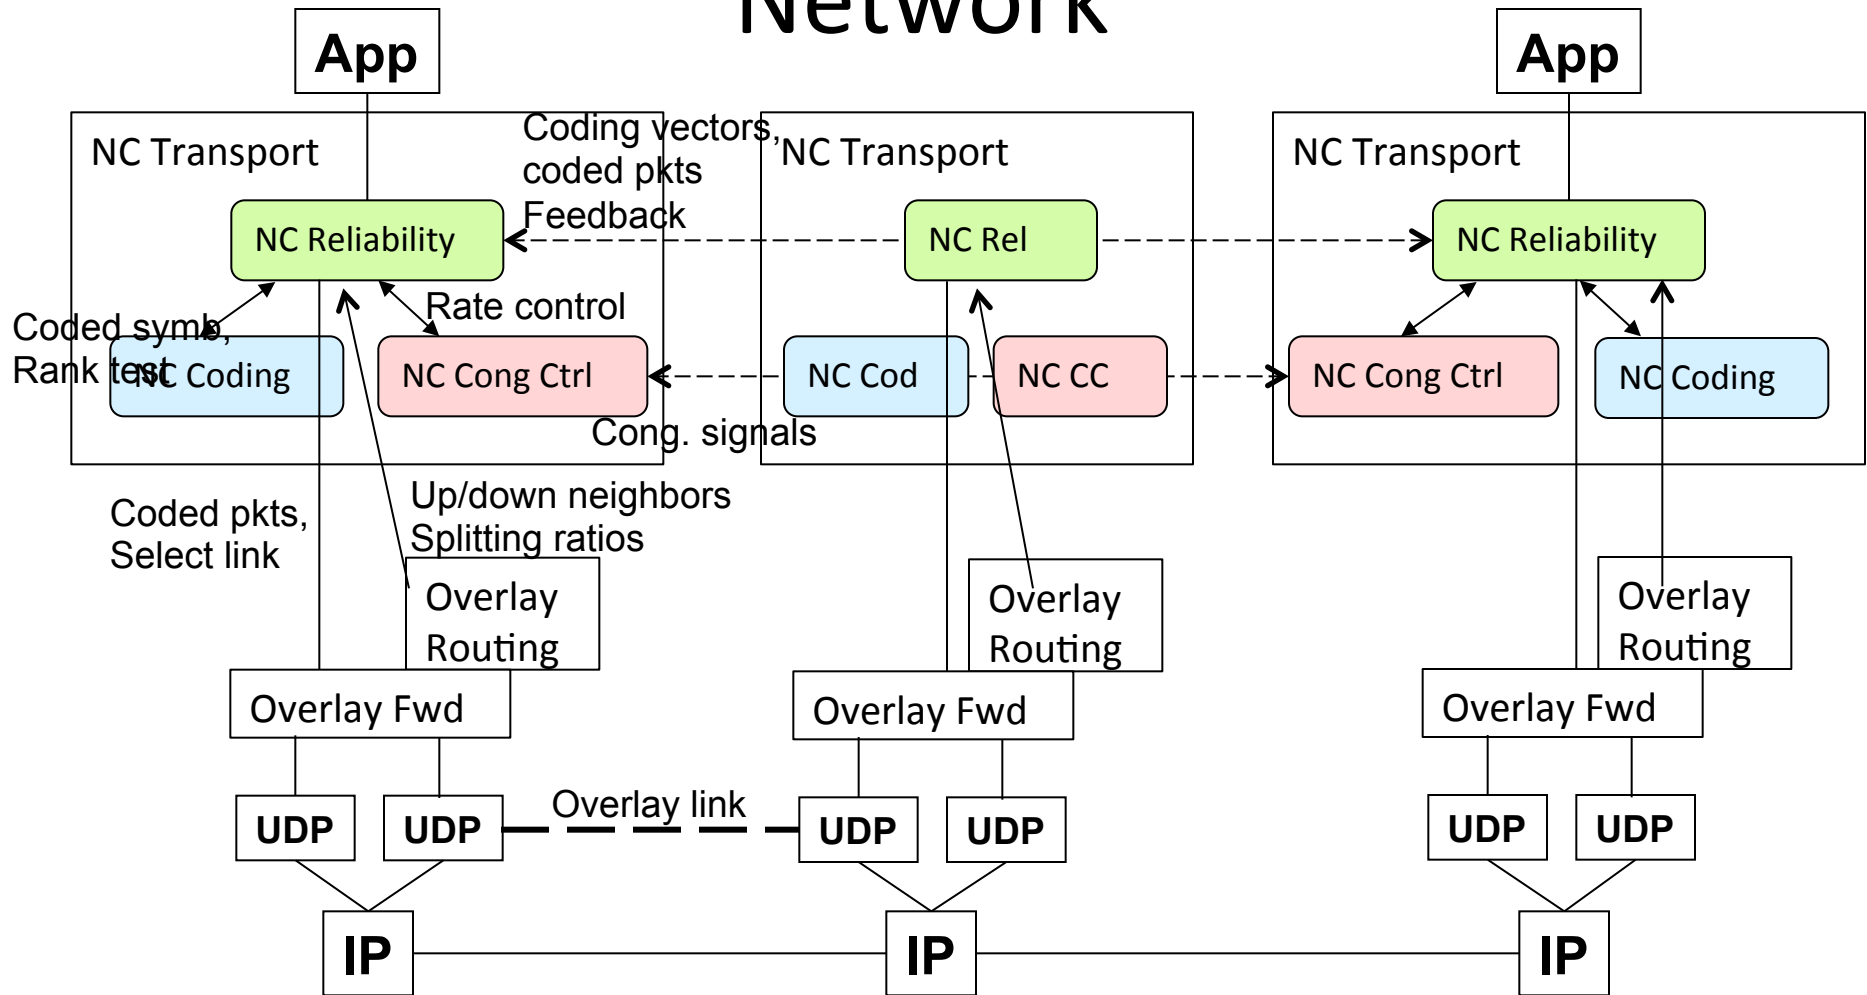 Network
App
App
NC Transport
Coding vectors,
coded pkts
Feedback
NC Transport
NC Transport
NC Reliability
NC Rel
NC Reliability
Rate control
Coded symb,
Rank test
NC Coding
NC Cong Ctrl
NC Cod
NC CC
NC Cong Ctrl
NC Coding
Cong. signals
Coded pkts,
Select link
Up/down neighbors
Splitting ratios
Overlay
Routing
Overlay
Routing
Overlay
Routing
Overlay Fwd
Overlay Fwd
Overlay Fwd
UDP
UDP
Overlay link
UDP
UDP
UDP
UDP
IP
IP
IP